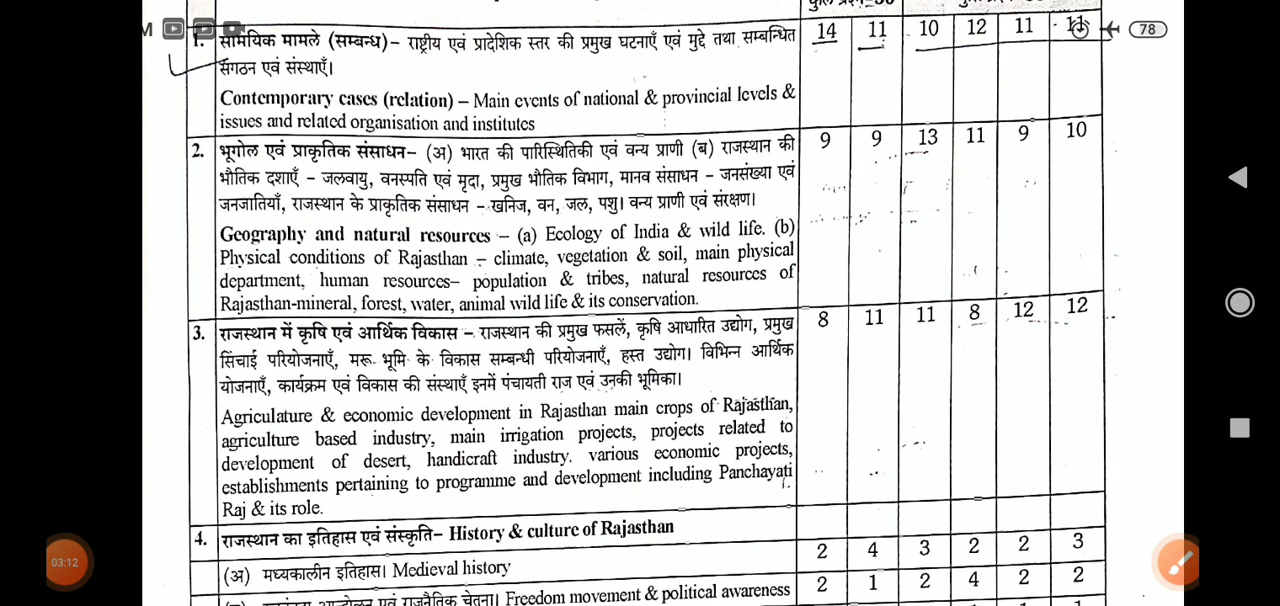 M
78
1. सामयिक मामले (सम्बन्ध)– राष्ट्रीय एवं प्रादेशिक स्तर की प्रमुख घटनाएँ एवं मुद्दे तथा सम्बन्धित 14 11 10 12 11 11
संगठन एवं संस्थाएँ।
Contemporary cases (relation) – Main events of national & provincial levels &
issues and related organisation and institutes
2. भूगोल एवं प्राकृतिक संसाधन– (अ) भारत की पारिस्थितिकी एवं वन्य प्राणी (ब) राजस्थान की 9 9 13 11 9 10
भौतिक दशाएँ – जलवायु, वनस्पति एवं मृदा, प्रमुख भौतिक विभाग, मानव संसाधन – जनसंख्या एवं
जनजातियाँ, राजस्थान के प्राकृतिक संसाधन – खनिज, वन, जल, पशु। वन्य प्राणी एवं संरक्षण।
Geography and natural resources – (a) Ecology of India & wild life. (b)
Physical conditions of Rajasthan – climate, vegetation & soil, main physical
department, human resources– population & tribes, natural resources of
Rajasthan-mineral, forest, water, animal wild life & its conservation.
3. राजस्थान में कृषि एवं आर्थिक विकास – राजस्थान की प्रमुख फसलें, कृषि आधारित उद्योग, प्रमुख 8 11 11 8 12 12
सिंचाई परियोजनाएँ, मरू भूमि के विकास सम्बन्धी परियोजनाएँ, हस्त उद्योग। विभिन्न आर्थिक
योजनाएँ, कार्यक्रम एवं विकास की संस्थाएँ इनमें पंचायती राज एवं उनकी भूमिका।
Agriculature & economic development in Rajasthan main crops of Rajasthan,
agriculture based industry, main irrigation projects, projects related to
development of desert, handicraft industry. various economic projects,
establishments pertaining to programme and development including Panchayati
Raj & its role.
4. राजस्थान का इतिहास एवं संस्कृति– History & culture of Rajasthan
(अ) मध्यकालीन इतिहास। Medieval history 2 4 3 2 2 3
एवं राजनैतिक चेतना। Freedom movement & political awareness 2 1 2 4 2 2
03:12